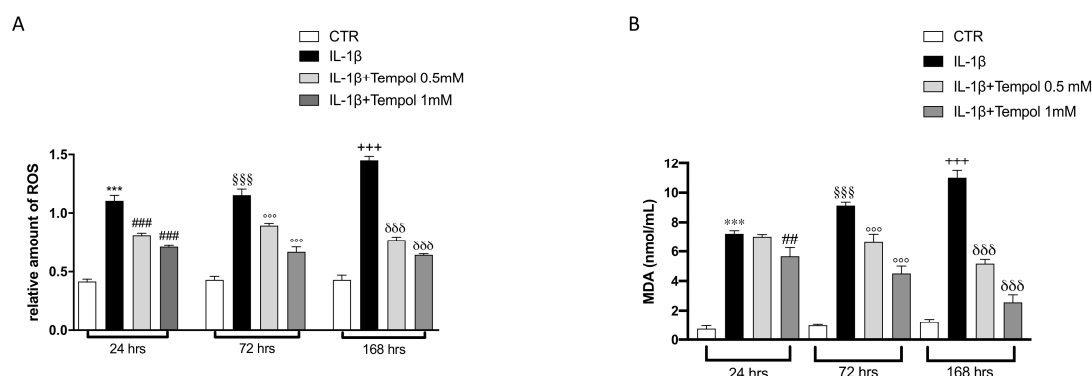 A
CTR
IL-1β
IL-1β+Tempol 0.5mM
IL-1β+Tempol 1mM
relative amount of ROS
1.5
1.0
0.5
0.0
***
###
###
§§§
°°°
°°°
+++
δδδ
δδδ
24 hrs
72 hrs
168 hrs
B
CTR
IL-1β
IL-1β+Tempol 0.5 mM
IL-1β+Tempol 1mM
MDA (nmol/mL)
12
10
8
6
4
2
0
***
##
§§§
°°°
°°°
+++
δδδ
δδδ
24 hrs
72 hrs
168 hrs